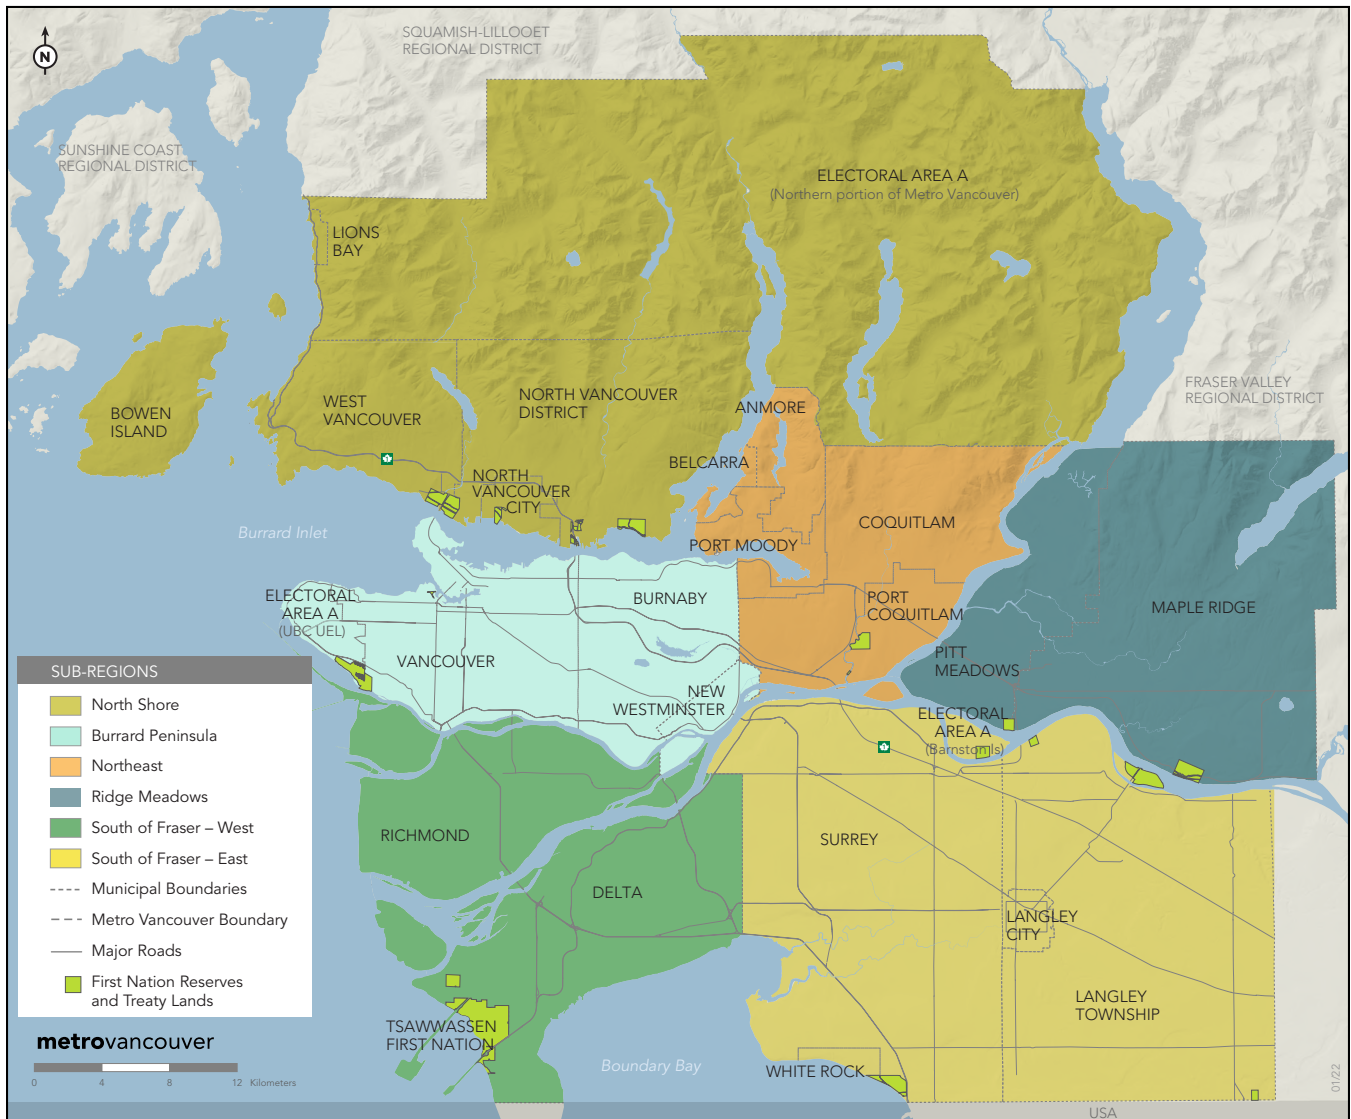 N
SQUAMISH-LILLOOET
REGIONAL DISTRICT
SUNSHINE COAST
REGIONAL DISTRICT
ELECTORAL AREA A
(Northern portion of Metro Vancouver)
LIONS
BAY
FRASER VALLEY
REGIONAL DISTRICT
BOWEN
ISLAND
WEST
VANCOUVER
NORTH VANCOUVER
DISTRICT
ANMORE
BELCARRA
1
NORTH
VANCOUVER
CITY
Burrard Inlet
COQUITLAM
PORT MOODY
ELECTORAL
AREA A
(UBC UEL)
BURNABY
PORT
COQUITLAM
MAPLE RIDGE
VANCOUVER
PITT
MEADOWS
NEW
WESTMINSTER
ELECTORAL
AREA A
(Barnston Is)
1
SUB-REGIONS
North Shore
Burrard Peninsula
Northeast
Ridge Meadows
South of Fraser – West
South of Fraser – East
Municipal Boundaries
Metro Vancouver Boundary
Major Roads
First Nation Reserves
and Treaty Lands
RICHMOND
DELTA
SURREY
LANGLEY
CITY
LANGLEY
TOWNSHIP
TSAWWASSEN
FIRST NATION
Boundary Bay
WHITE ROCK
metrovancouver
0 4 8 12 Kilometers
01/22
USA